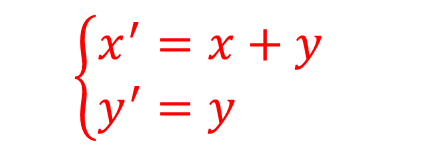 x′ = x + y
y′ = y